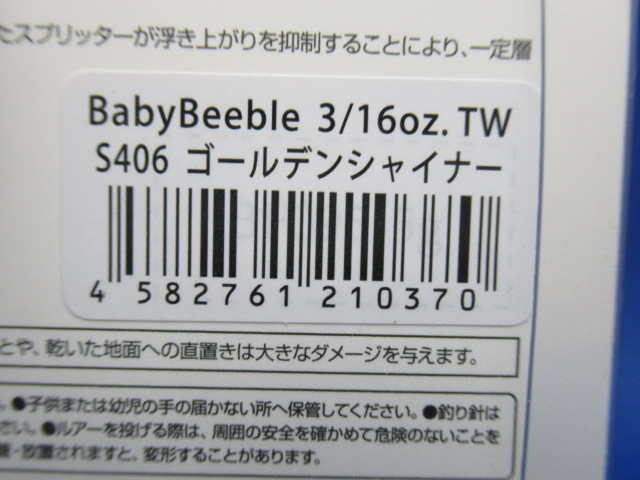 たスプリッターが浮き上がりを抑制することにより、一定層
BabyBeeble 3/16oz. TW
S406 ゴールデンシャイナー
4 582761 210370
とや、乾いた地面への直置きは大きなダメージを与えます。
●子供または幼児の手の届かない所へ保管してください。●釣り針は
さい。●ルアーを投げる際は、周囲の安全を確かめて危険のないことを
・放置されますと、変形することがあります。